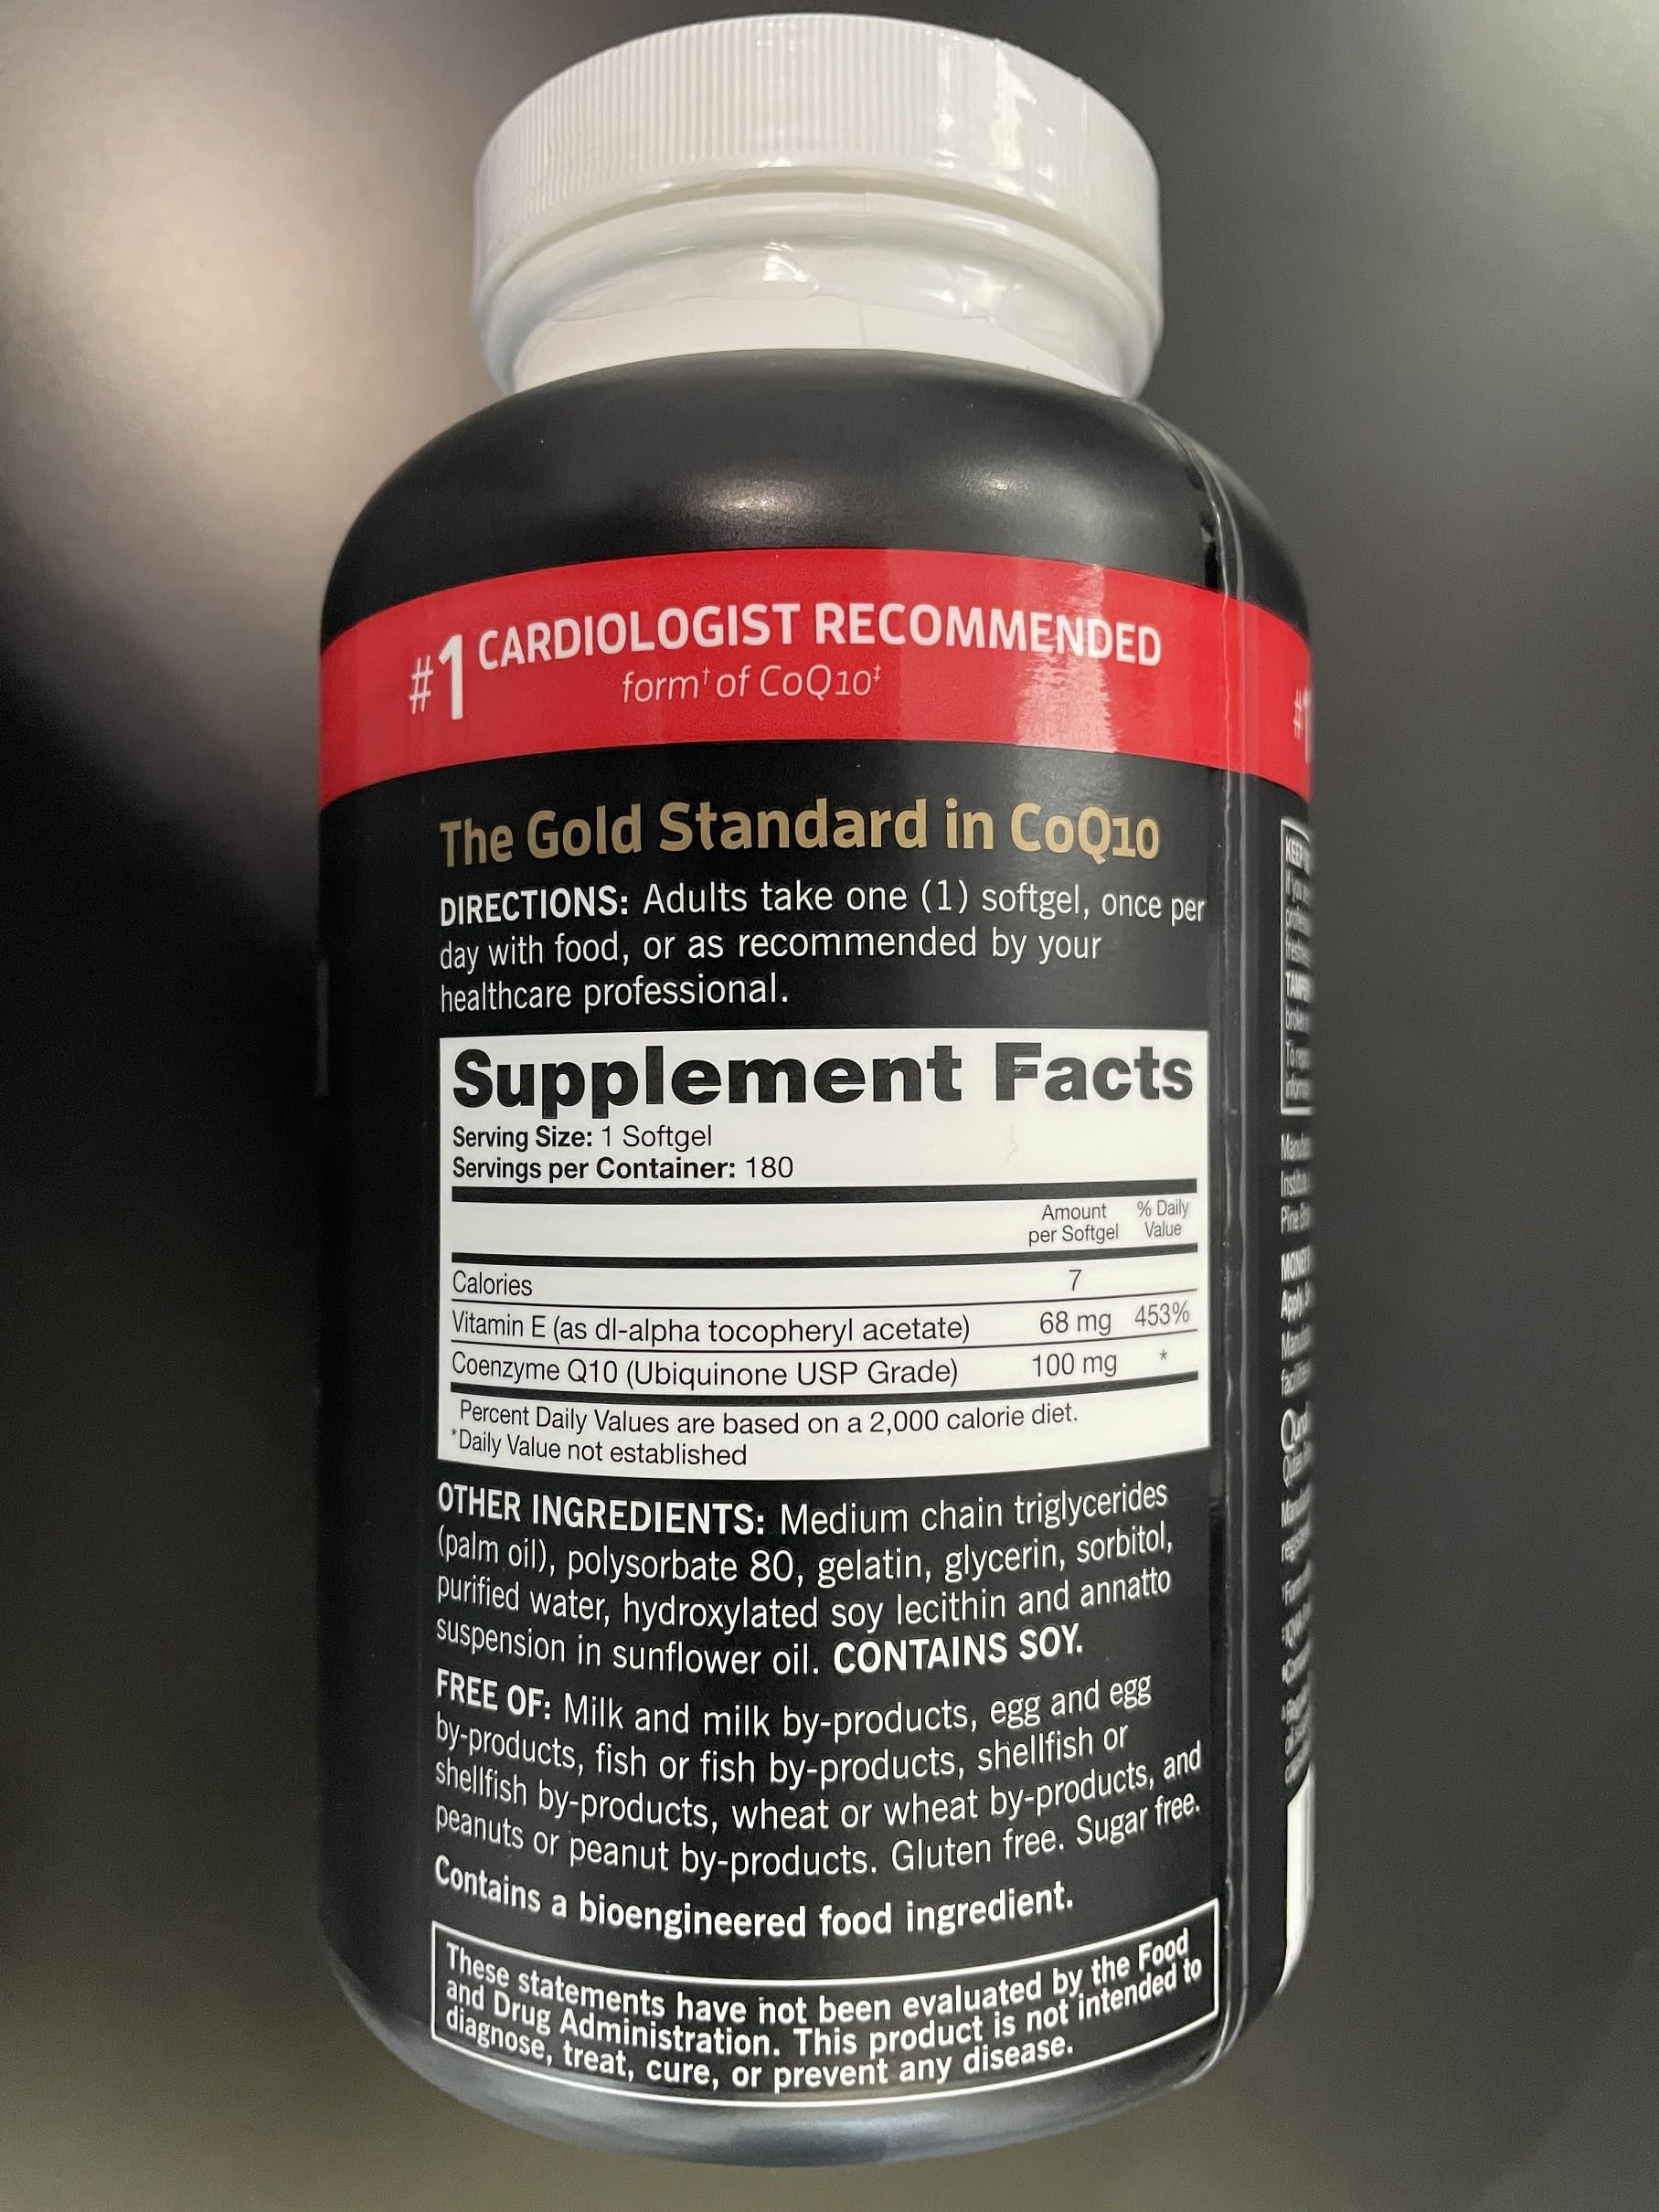 #1 CARDIOLOGIST RECOMMENDED
form† of CoQ10‡
The Gold Standard in CoQ10
DIRECTIONS: Adults take one (1) softgel, once per
day with food, or as recommended by your
healthcare professional.
Supplement Facts
Serving Size: 1 Softgel
Servings per Container: 180
Amount per Softgel % Daily Value
Calories 7
Vitamin E (as dl-alpha tocopheryl acetate) 68 mg 453%
Coenzyme Q10 (Ubiquinone USP Grade) 100 mg *
Percent Daily Values are based on a 2,000 calorie diet.
*Daily Value not established
OTHER INGREDIENTS: Medium chain triglycerides
(palm oil), polysorbate 80, gelatin, glycerin, sorbitol,
purified water, hydroxylated soy lecithin and annatto
suspension in sunflower oil. CONTAINS SOY.
FREE OF: Milk and milk by-products, egg and egg
by-products, fish or fish by-products, shellfish or
shellfish by-products, wheat or wheat by-products, and
peanuts or peanut by-products. Gluten free. Sugar free.
Contains a bioengineered food ingredient.
These statements have not been evaluated by the Food
and Drug Administration. This product is not intended to
diagnose, treat, cure, or prevent any disease.
#1